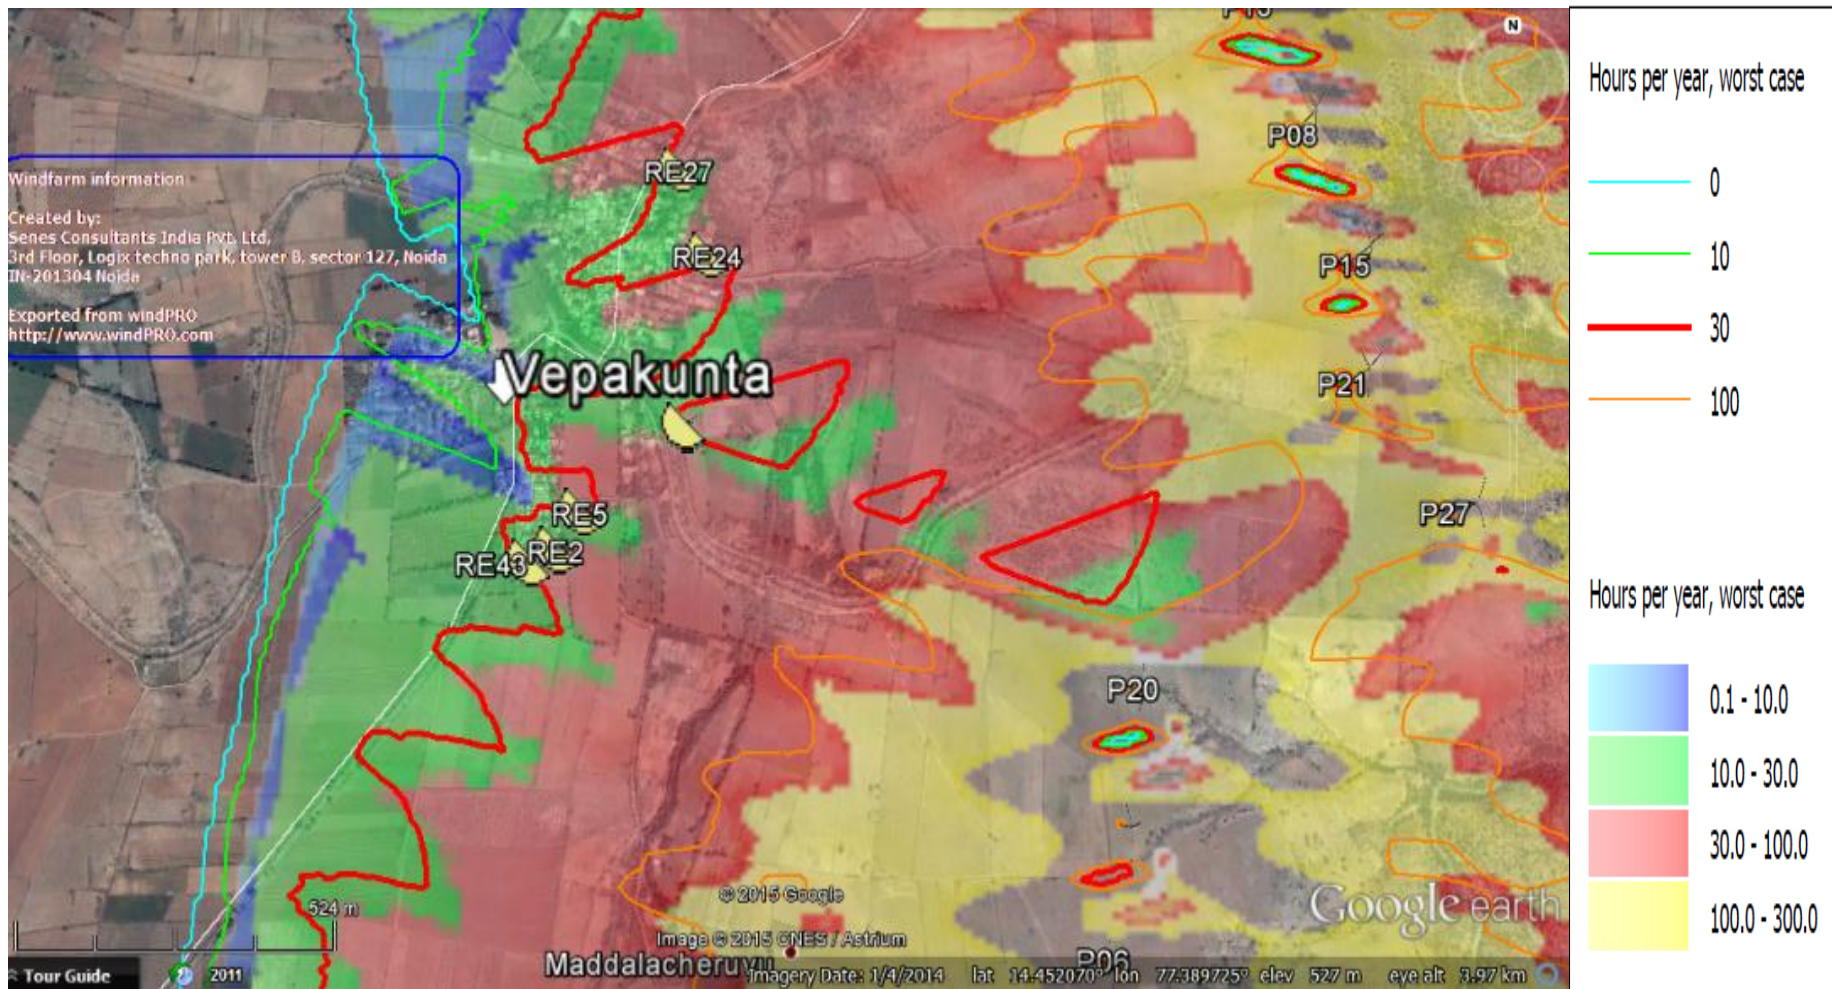 P08
RE27
RE24
P15
P21
P27
Windfarm information
Created by:
Senes Consultants India Pvt. Ltd,
3rd Floor, Logix techno park, tower B, sector 127, Noida
IN-201304 Noida
Exported from windPRO
http://www.windPRO.com
Vepakunta
RE5
RE2
RE43
P20
N
524 m
© 2015 Google
Image © 2015 CNES / Astrium
Google earth
Maddalacheruvu
P06
Tour Guide
2011
Imagery Date: 1/4/2014 lat 14.452070° lon 77.389725° elev 527 m eye alt 3.97 km
Hours per year, worst case
0
10
30
100
Hours per year, worst case
0.1 - 10.0
10.0 - 30.0
30.0 - 100.0
100.0 - 300.0